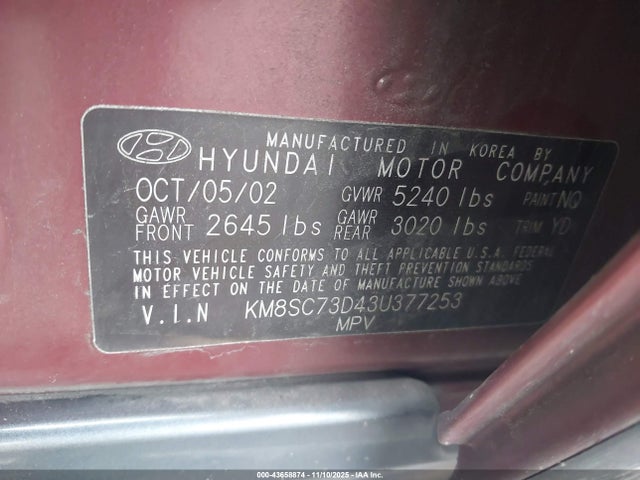 MANUFACTURED IN KOREA BY
HYUNDAI MOTOR COMPANY
OCT/05/02 GVWR 5240 lbs PAINT NQ
GAWR FRONT 2645 lbs GAWR REAR 3020 lbs TRIM YD
THIS VEHICLE CONFORMS TO ALL APPLICABLE U.S.A. FEDERAL
MOTOR VEHICLE SAFETY AND THEFT PREVENTION STANDARDS
IN EFFECT ON THE DATE OF MANUFACTURE SHOWN ABOVE
V.I.N KM8SC73D43U377253
MPV
000-43658874 - 11/10/2025 - IAAI, Inc.